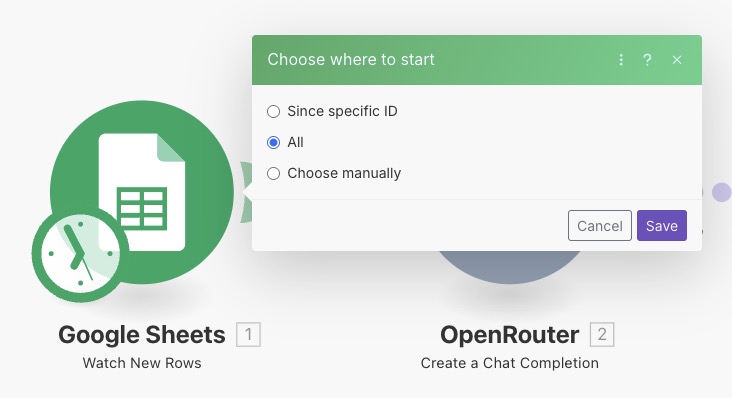 Choose where to start
Since specific ID
All
Choose manually
Cancel Save
Google Sheets 1
Watch New Rows
OpenRouter 2
Create a Chat Completion